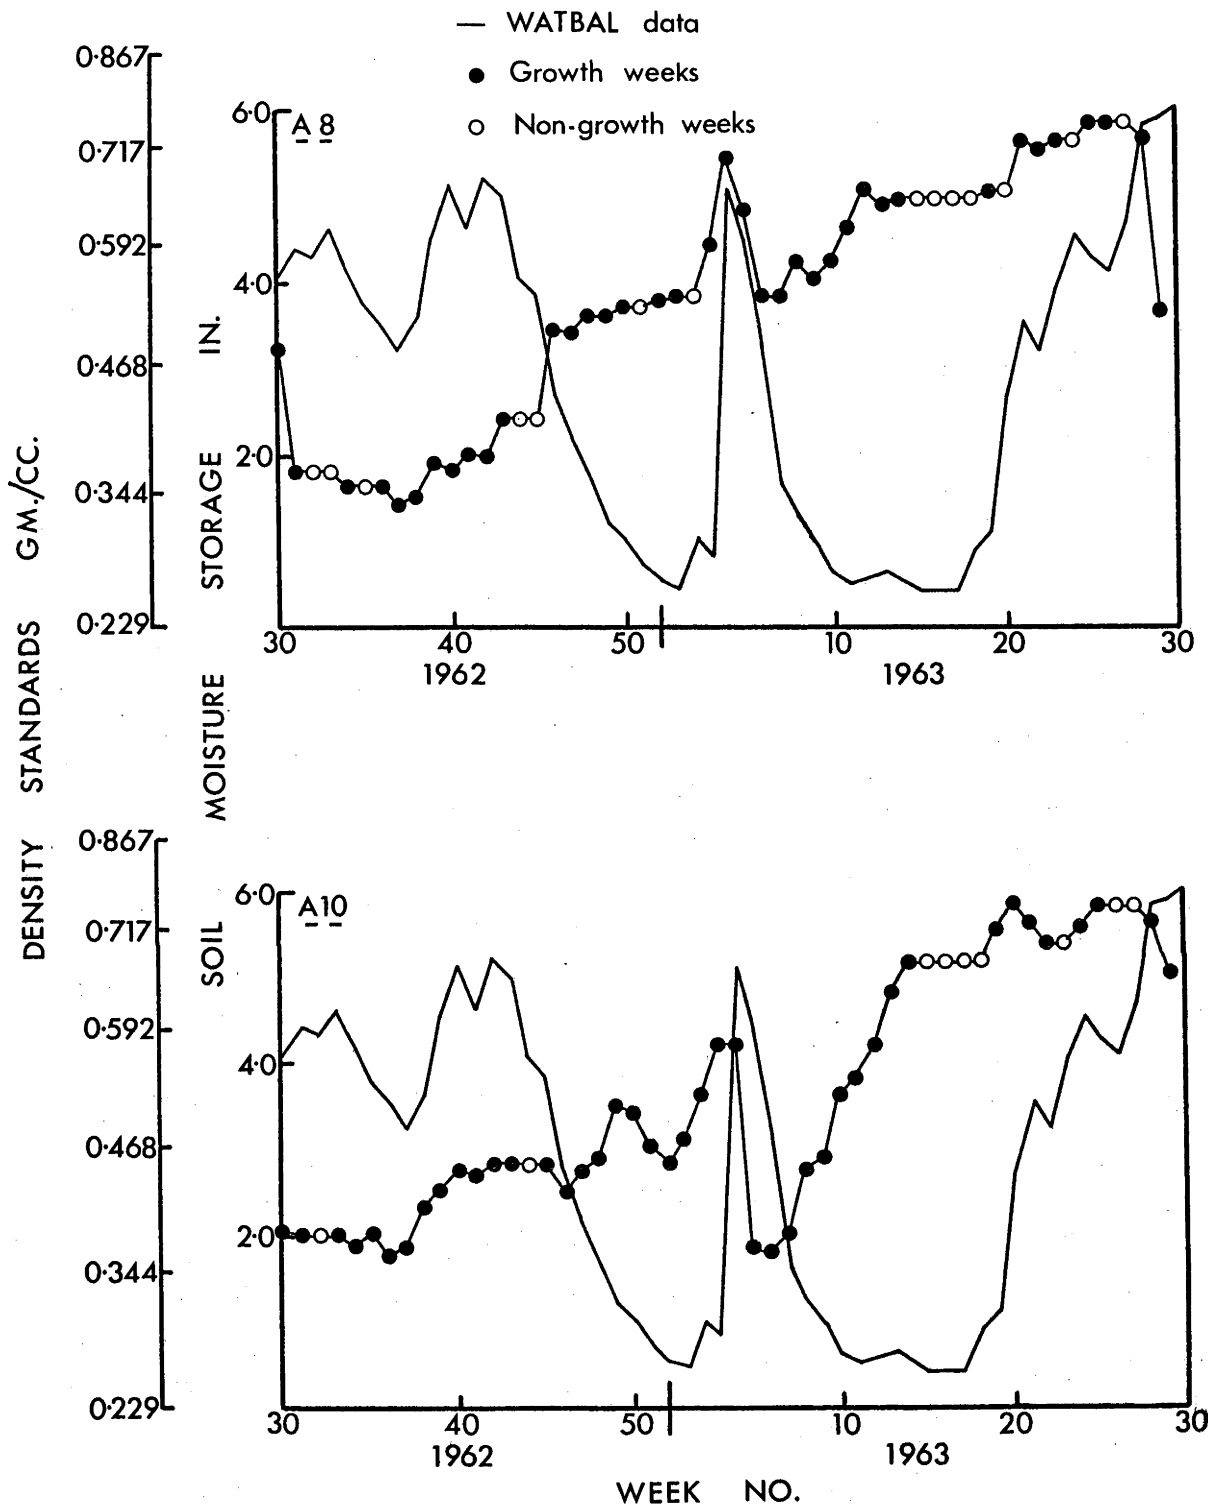 — WATBAL data
● Growth weeks
○ Non-growth weeks
DENSITY STANDARDS GM./CC.
SOIL MOISTURE STORAGE IN.
0·867
0·717
0·592
0·468
0·344
0·229
6·0
4·0
2·0
A 8
30 40 50 10 20 30
1962 1963
0·867
0·717
0·592
0·468
0·344
0·229
6·0
4·0
2·0
A10
30 40 50 10 20 30
1962 1963
WEEK NO.